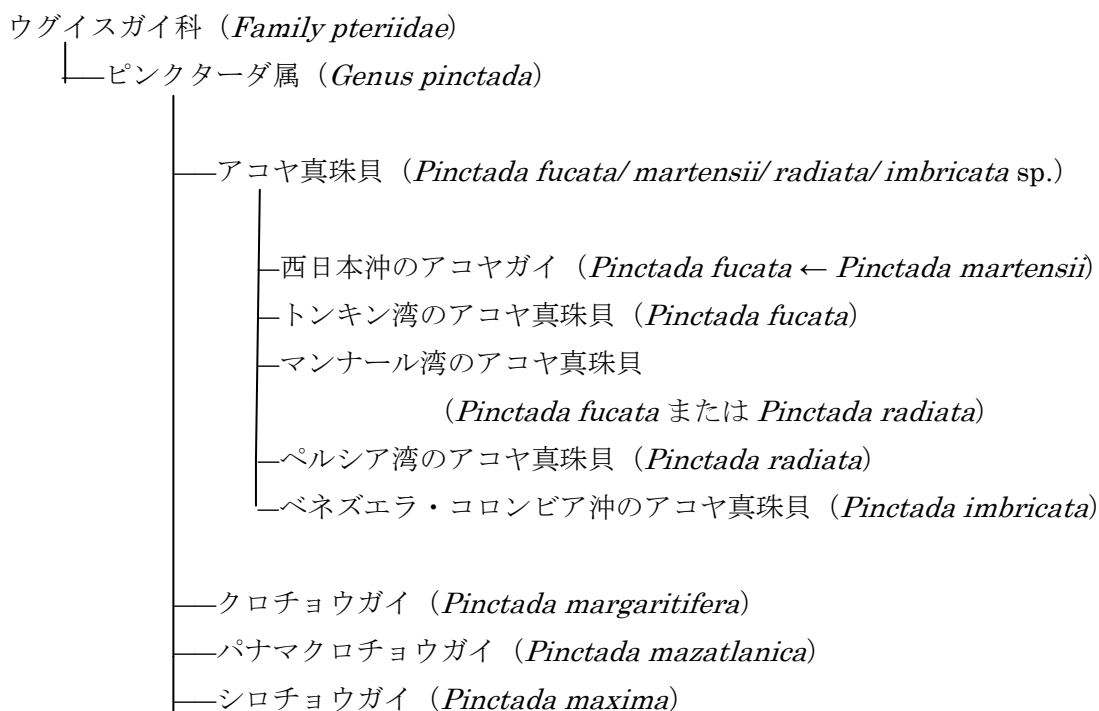 ウグイスガイ科（Family pteriidae）
ピンクターダ属（Genus pinctada）
アコヤ真珠貝（Pinctada fucata/ martensii/ radiata/ imbricata sp.）
西日本沖のアコヤガイ（Pinctada fucata ← Pinctada martensii）
トンキン湾のアコヤ真珠貝（Pinctada fucata）
マンナール湾のアコヤ真珠貝
（Pinctada fucata または Pinctada radiata）
ペルシア湾のアコヤ真珠貝（Pinctada radiata）
ベネズエラ・コロンビア沖のアコヤ真珠貝（Pinctada imbricata）
クロチョウガイ（Pinctada margaritifera）
パナマクロチョウガイ（Pinctada mazatlanica）
シロチョウガイ（Pinctada maxima）